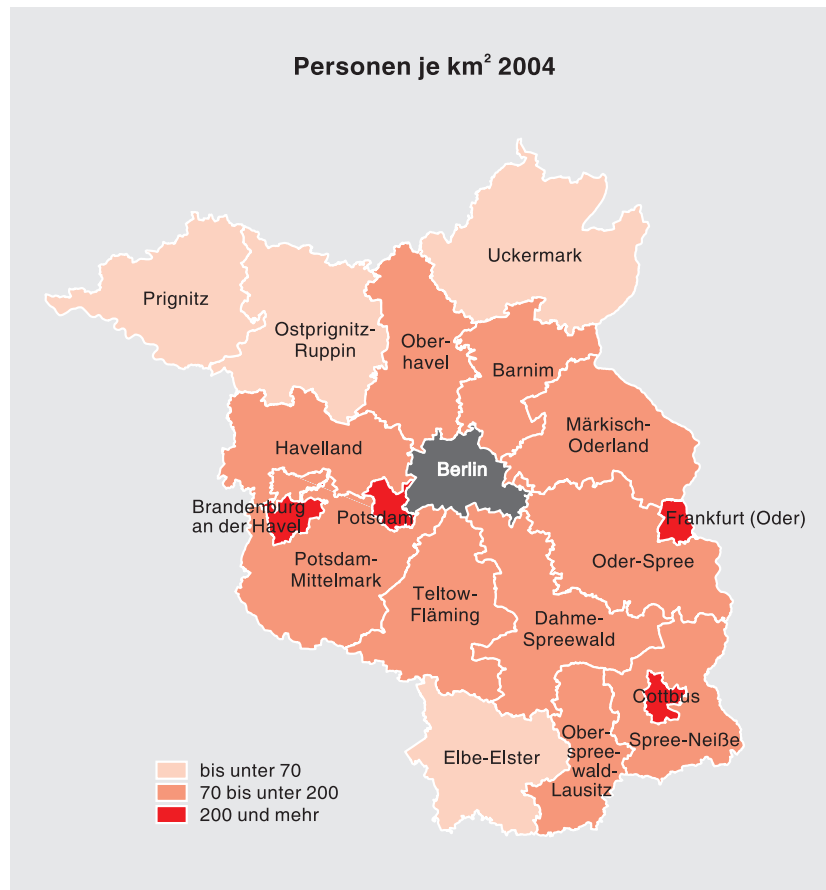 Personen je km² 2004
Uckermark
Prignitz
Ostprignitz-
Ruppin
Ober-
havel
Barnim
Märkisch-
Oderland
Havelland
Berlin
Brandenburg
an der Havel
Potsdam
Frankfurt (Oder)
Potsdam-
Mittelmark
Oder-Spree
Teltow-
Fläming
Dahme-
Spreewald
Cottbus
Spree-Neiße
Elbe-Elster
Ober-
spree-
wald-
Lausitz
bis unter 70
70 bis unter 200
200 und mehr